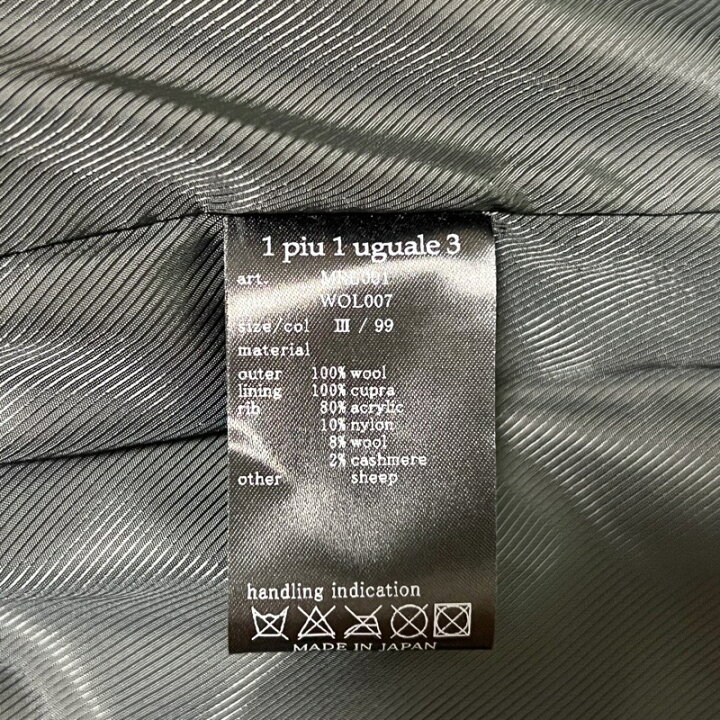 1 piu 1 uguale 3
art.
WOL007
size/col III / 99
material
outer 100% wool
lining 100% cupra
rib 80% acrylic
10% nylon
8% wool
2% cashmere
other sheep
handling indication
MADE IN JAPAN